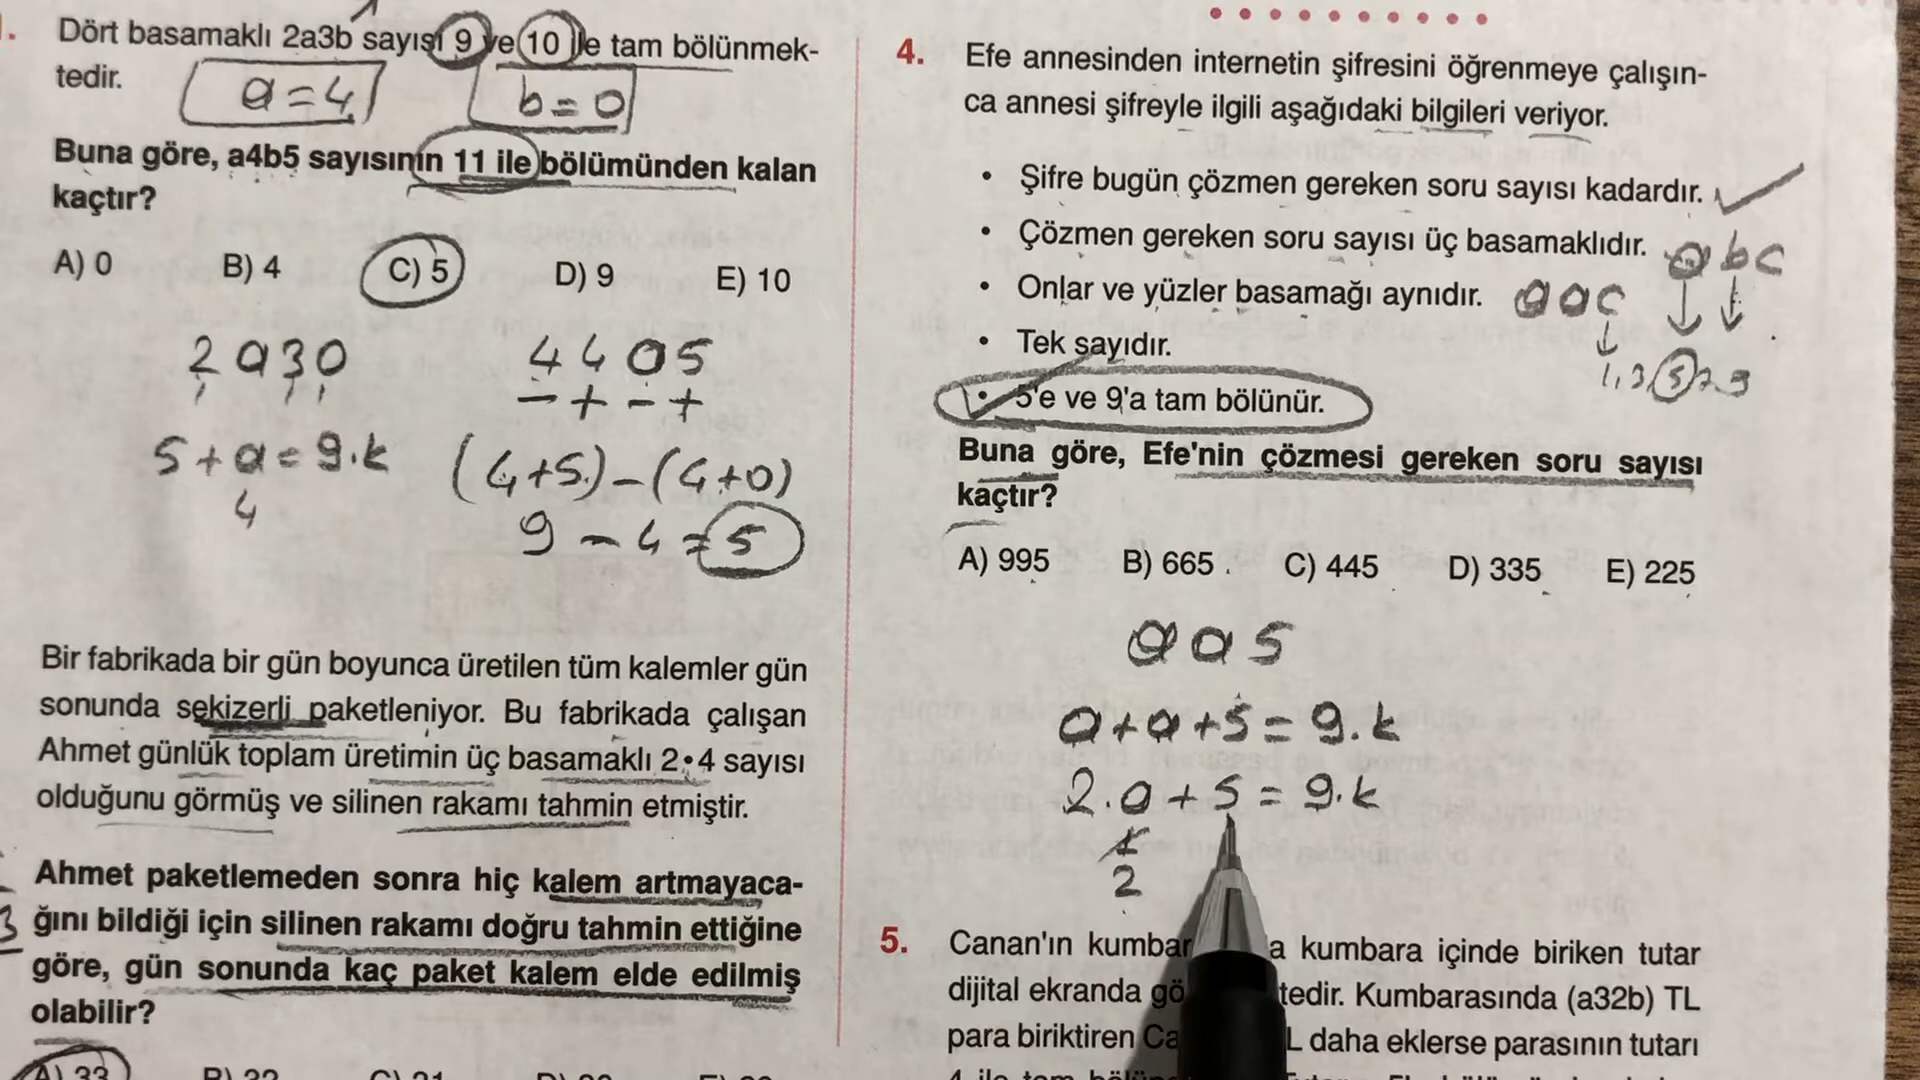 Dört basamaklı 2a3b sayısı 9 ve 10 ile tam bölünmek-
tedir.
a=4
b=0
Buna göre, a4b5 sayısının 11 ile bölümünden kalan
kaçtır?
A) 0 B) 4 C) 5 D) 9 E) 10
2a30
4405
- + - +
5+a=9.k
4
(4+5)-(4+0)
9-4=5
Bir fabrikada bir gün boyunca üretilen tüm kalemler gün
sonunda sekizerli paketleniyor. Bu fabrikada çalışan
Ahmet günlük toplam üretimin üç basamaklı 2•4 sayısı
olduğunu görmüş ve silinen rakamı tahmin etmiştir.
Ahmet paketlemeden sonra hiç kalem artmayaca-
3 ğını bildiği için silinen rakamı doğru tahmin ettiğine
göre, gün sonunda kaç paket kalem elde edilmiş
olabilir?
A) 33
4. Efe annesinden internetin şifresini öğrenmeye çalışın-
ca annesi şifreyle ilgili aşağıdaki bilgileri veriyor.
• Şifre bugün çözmen gereken soru sayısı kadardır.
• Çözmen gereken soru sayısı üç basamaklıdır. abc
• Onlar ve yüzler basamağı aynıdır. aac
• Tek sayıdır.
1,3,5,7,9
• 5'e ve 9'a tam bölünür.
Buna göre, Efe'nin çözmesi gereken soru sayısı
kaçtır?
A) 995 B) 665 C) 445 D) 335 E) 225
aa5
a+a+5=9.k
2.a+5=9.k
2
5. Canan'ın a kumbara içinde biriken tutar
dijital ekranda tedir. Kumbarasında (a32b) TL
para biriktiren daha eklerse parasının tutarı